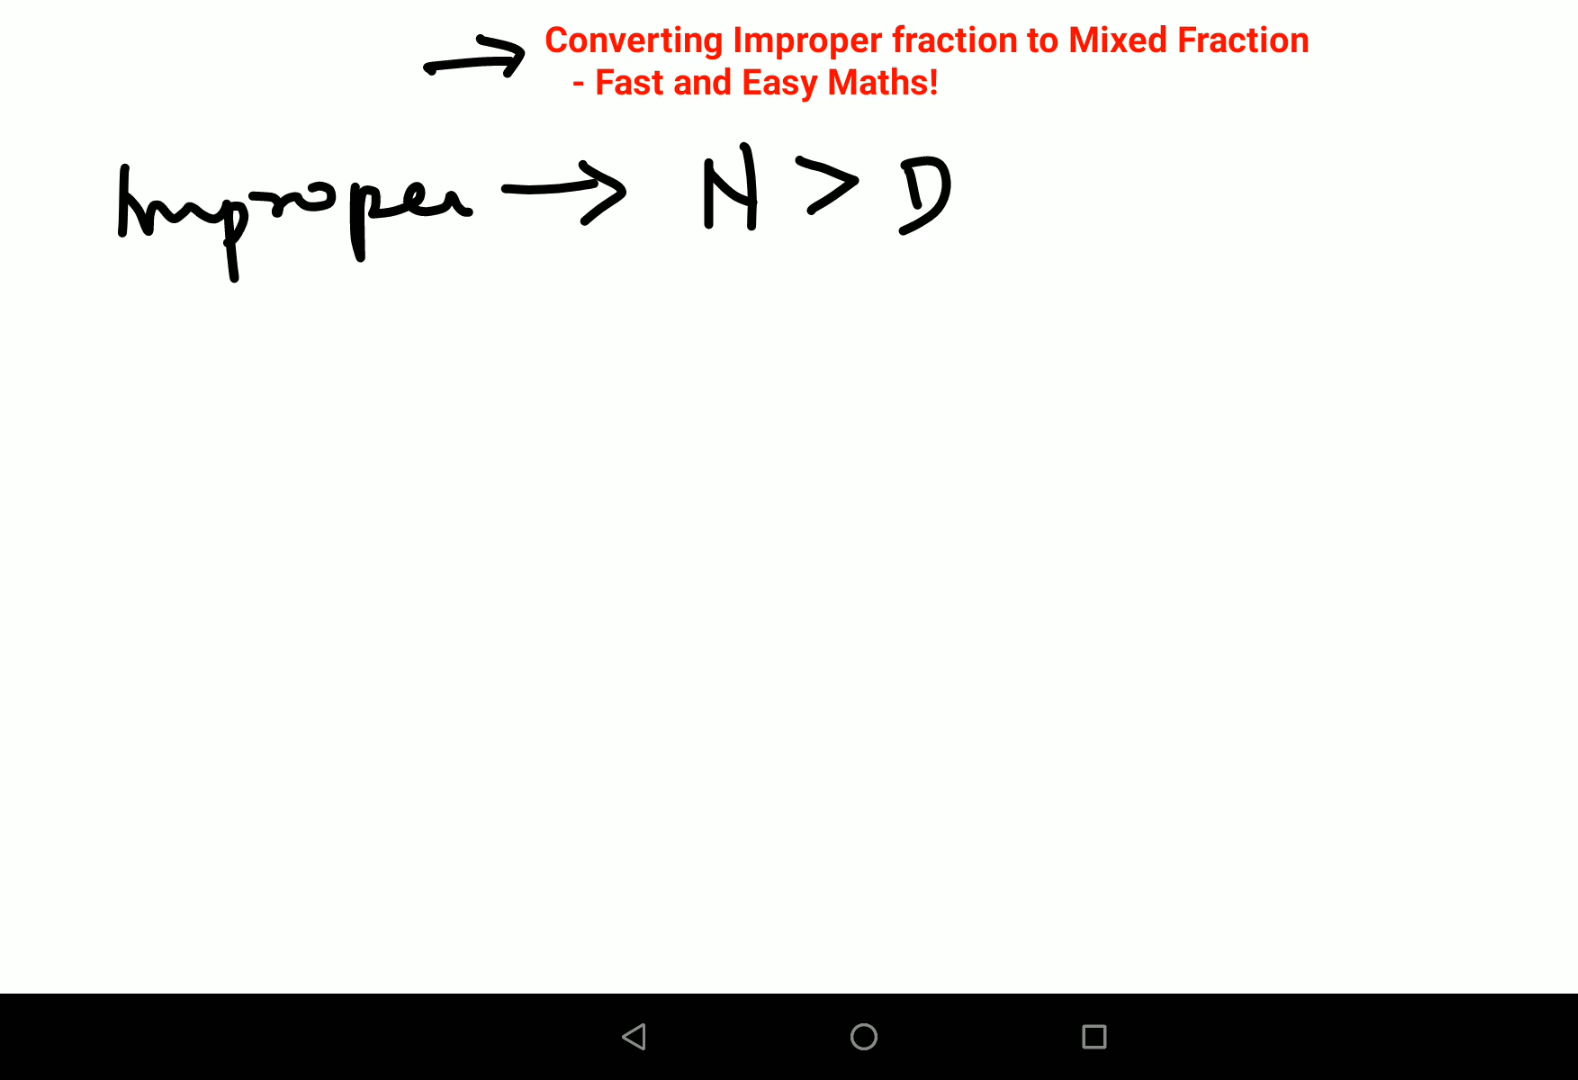 → Converting Improper fraction to Mixed Fraction
- Fast and Easy Maths!
Improper → N > D